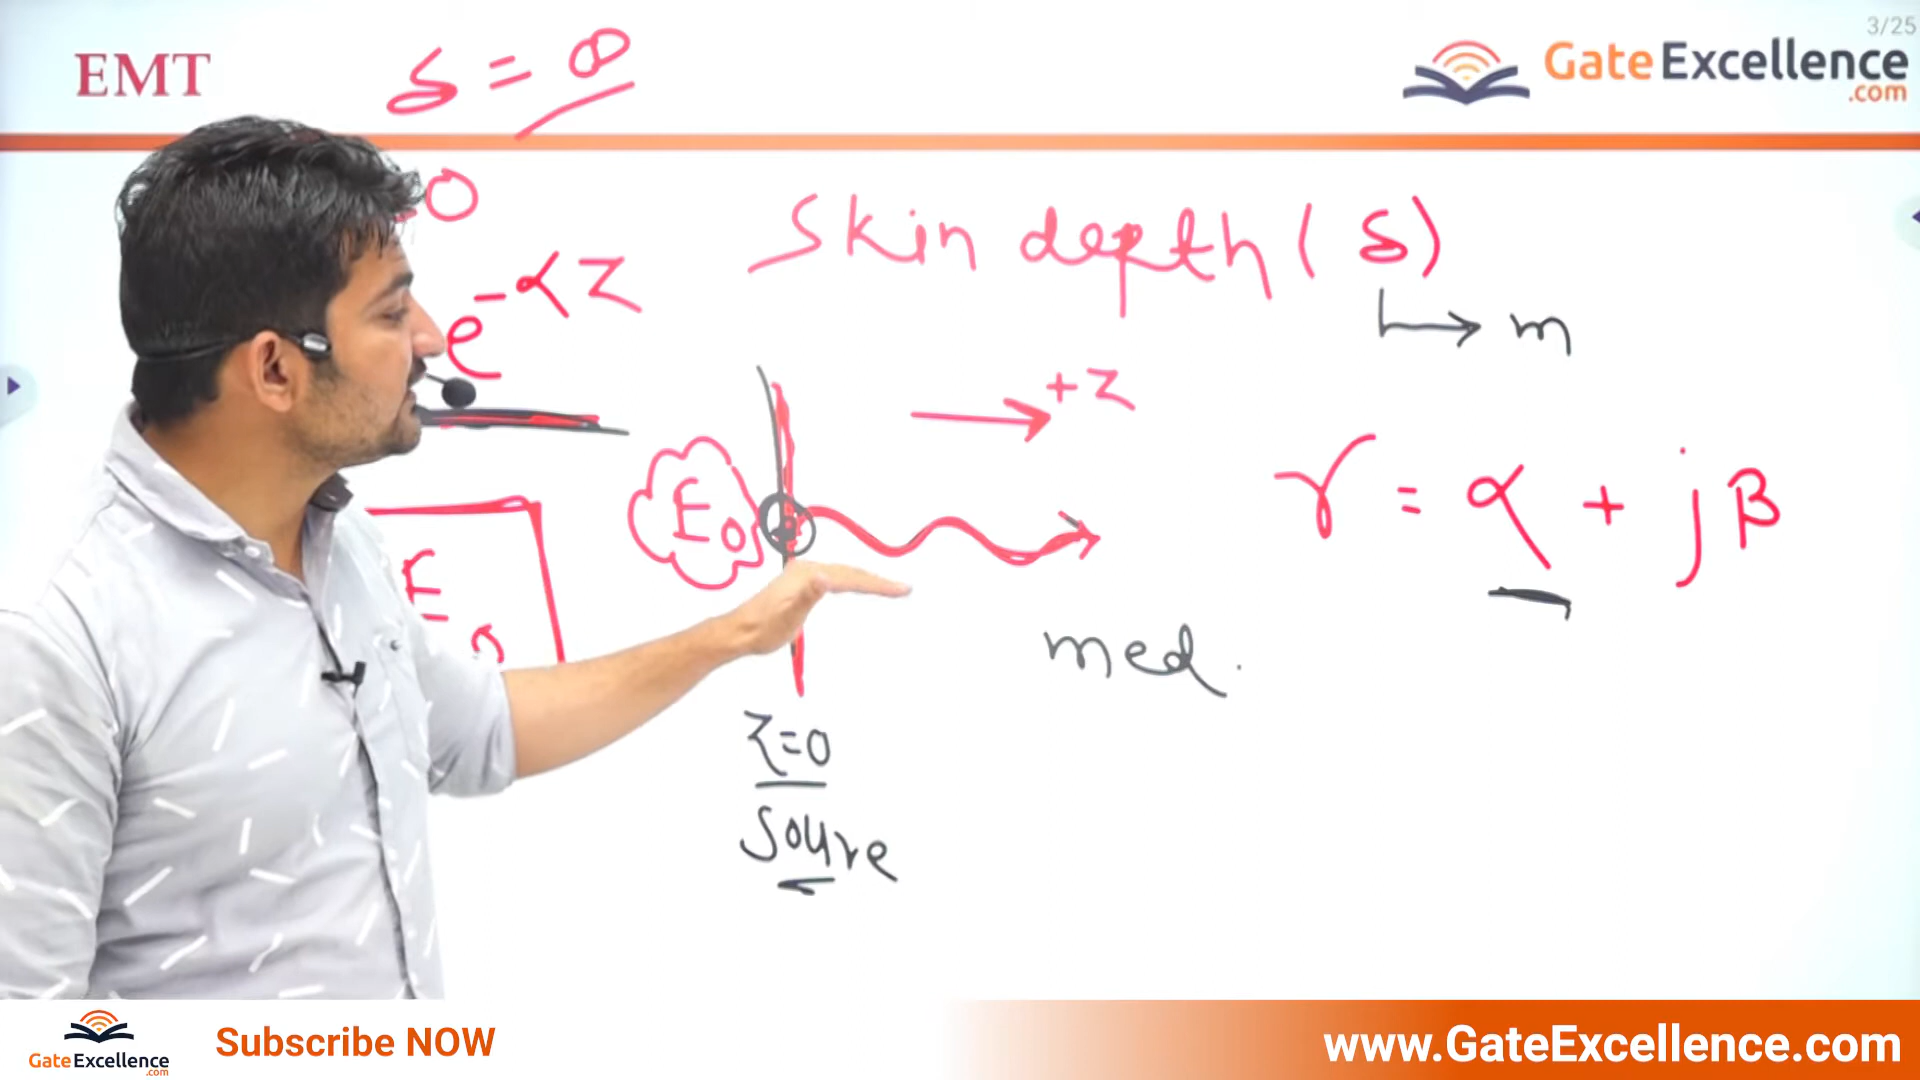 3/25
EMT
δ = ∞
GateExcellence
.com
0
Skin depth (δ)
e^-αz
→ m
→ +z
E0
γ = α + jβ
E
med.
z=0
Soure
GateExcellence
.com
Subscribe NOW
www.GateExcellence.com